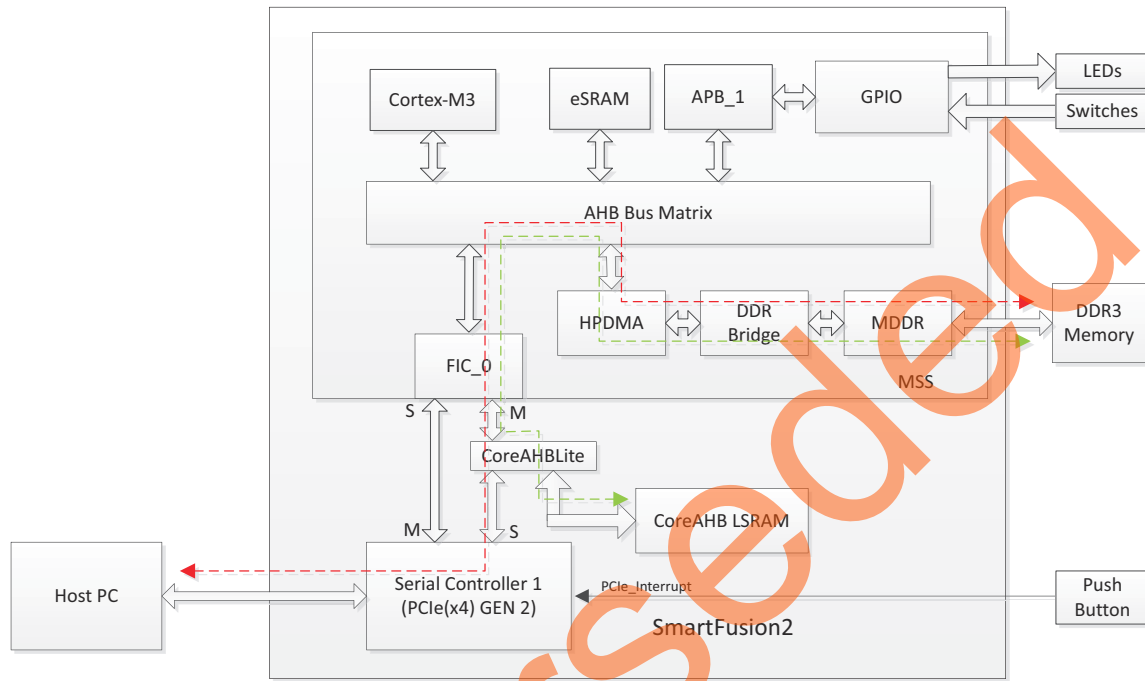 Cortex-M3
eSRAM
APB_1
GPIO
LEDs
Switches
AHB Bus Matrix
HPDMA
DDR
Bridge
MDDR
DDR3
Memory
FIC_0
MSS
S
M
CoreAHBLite
CoreAHB LSRAM
M
S
Host PC
Serial Controller 1
(PCIe(x4) GEN 2)
PCIe_Interrupt
Push
Button
SmartFusion2